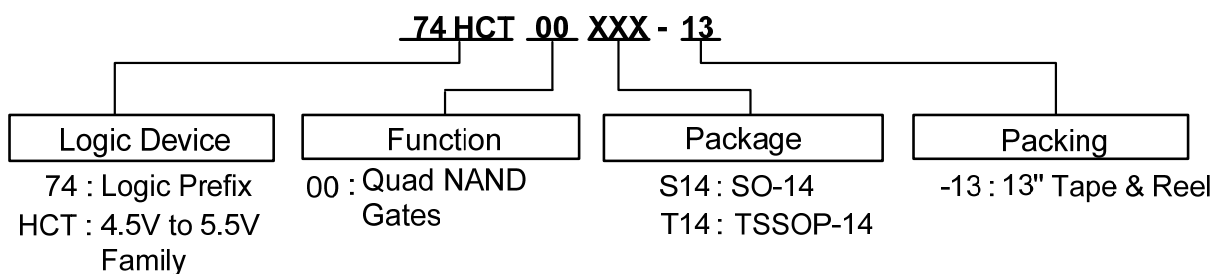 74 HCT 00 XXX - 13
Logic Device
74 : Logic Prefix
HCT : 4.5V to 5.5V
Family
Function
00 : Quad NAND
Gates
Package
S14 : SO-14
T14 : TSSOP-14
Packing
-13 : 13" Tape & Reel